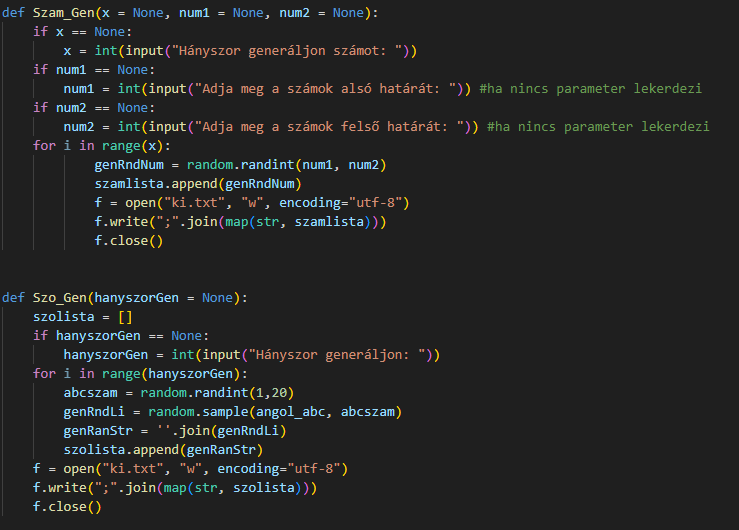 def Szam_Gen(x = None, num1 = None, num2 = None):
    if x == None:
        x = int(input("Hányszor generáljon számot: "))
    if num1 == None:
        num1 = int(input("Adja meg a számok alsó határát: ")) #ha nincs parameter lekerdezi
    if num2 == None:
        num2 = int(input("Adja meg a számok felső határát: ")) #ha nincs parameter lekerdezi
    for i in range(x):
            genRndNum = random.randint(num1, num2)
            szamlista.append(genRndNum)
            f = open("ki.txt", "w", encoding="utf-8")
            f.write(";".join(map(str, szamlista)))
            f.close()
def Szo_Gen(hanyszorGen = None):
    szolista = []
    if hanyszorGen == None:
        hanyszorGen = int(input("Hányszor generáljon: "))
    for i in range(hanyszorGen):
        abcszam = random.randint(1,20)
        genRndLi = random.sample(angol_abc, abcszam)
        genRanStr = ''.join(genRndLi)
        szolista.append(genRanStr)
    f = open("ki.txt", "w", encoding="utf-8")
    f.write(";".join(map(str, szolista)))
    f.close()